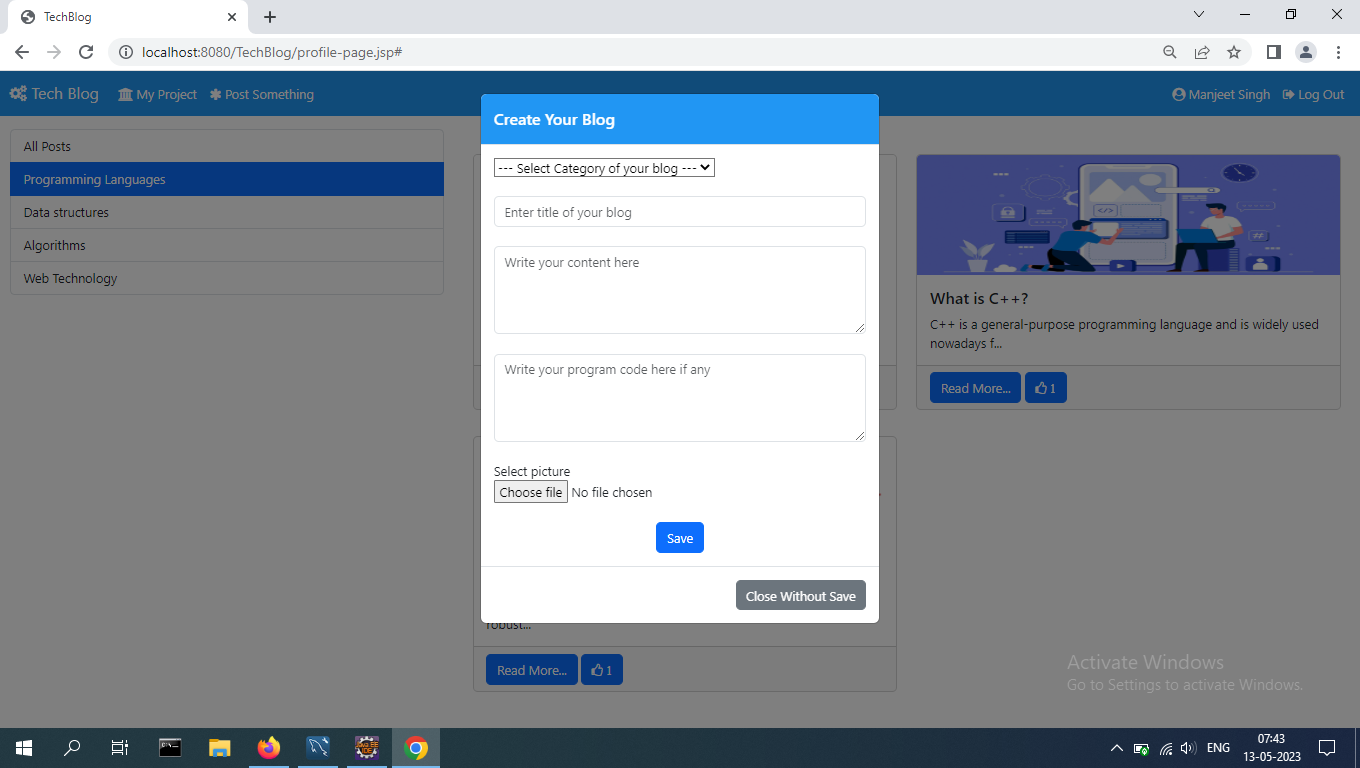 TechBlog
localhost:8080/TechBlog/profile-page.jsp#
Tech Blog My Project Post Something Manjeet Singh Log Out
All Posts
Programming Languages
Data structures
Algorithms
Web Technology
Create Your Blog
--- Select Category of your blog ---
Enter title of your blog
Write your content here
Write your program code here if any
Select picture
Choose file No file chosen
Save
Close Without Save
What is C++?
C++ is a general-purpose programming language and is widely used
nowadays f...
Read More... 1
robust...
Read More... 1
Activate Windows
Go to Settings to activate Windows.
ENG
07:43
13-05-2023